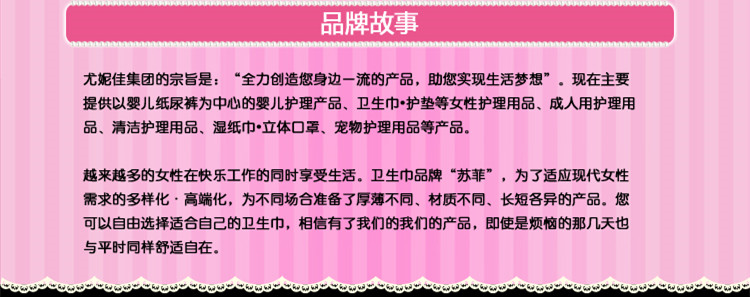 品牌故事
尤妮佳集团的宗旨是：“全力创造您身边一流的产品，助您实现生活梦想”。现在主要
提供以婴儿纸尿裤为中心的婴儿护理产品、卫生巾•护垫等女性护理用品、成人用护理用
品、清洁护理用品、湿纸巾•立体口罩、宠物护理用品等产品。
越来越多的女性在快乐工作的同时享受生活。卫生巾品牌“苏菲”，为了适应现代女性
需求的多样化·高端化，为不同场合准备了厚薄不同、材质不同、长短各异的产品。您
可以自由选择适合自己的卫生巾，相信有了我们的我们的产品，即使是烦恼的那几天也
与平时同样舒适自在。